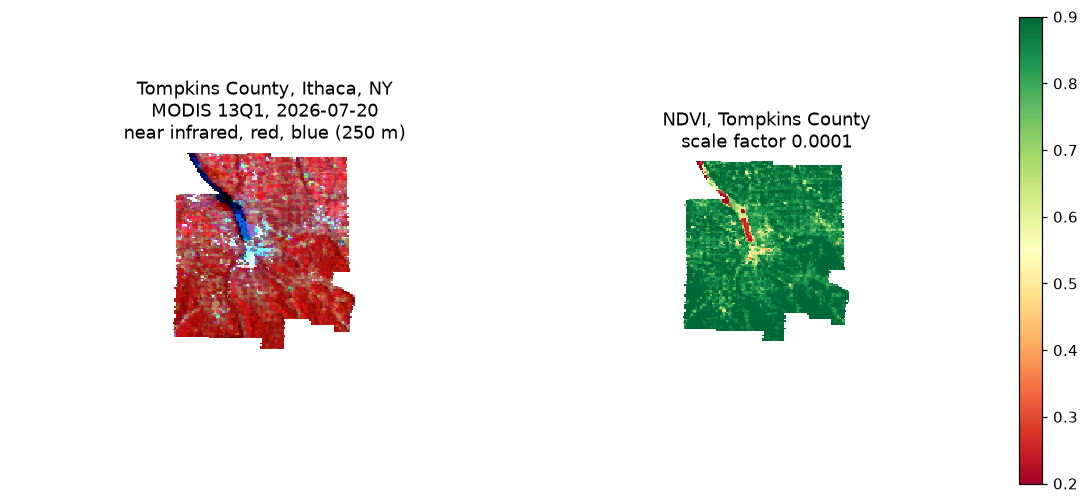 Tompkins County, Ithaca, NY
MODIS 13Q1, 2026-07-20
near infrared, red, blue (250 m)
NDVI, Tompkins County
scale factor 0.0001
0.9
0.8
0.7
0.6
0.5
0.4
0.3
0.2